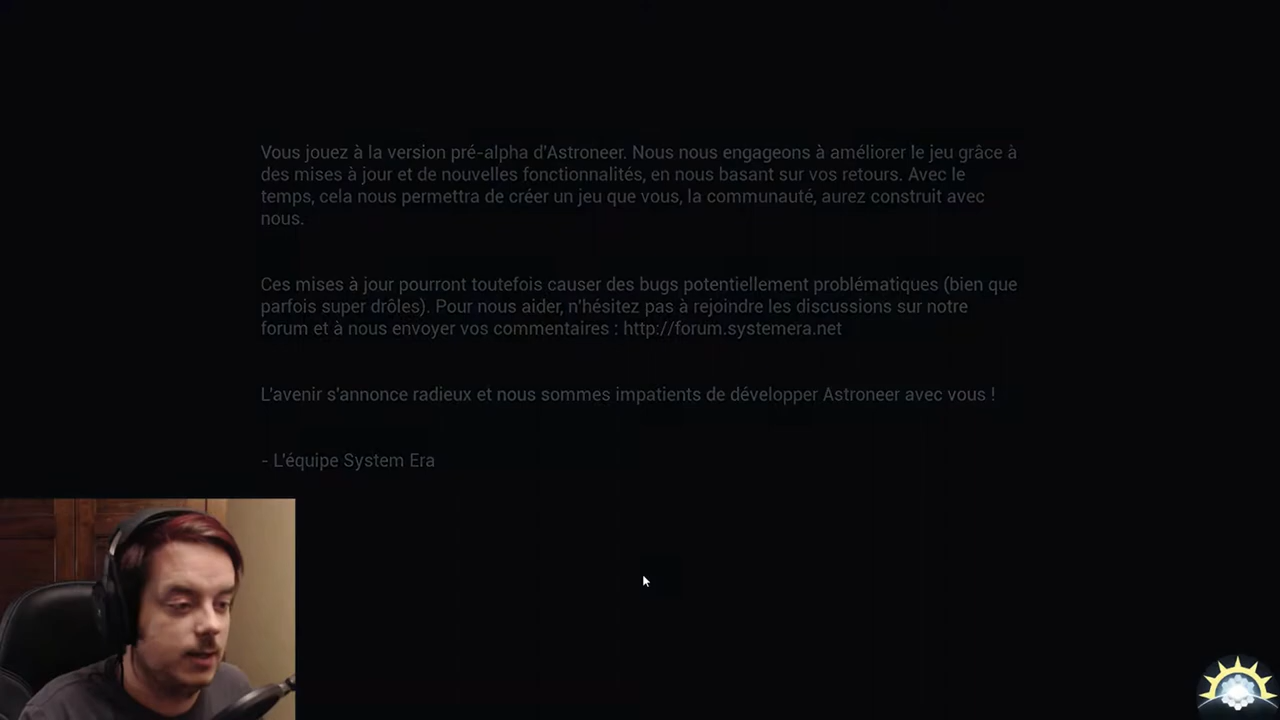 Vous jouez à la version pré-alpha d'Astroneer. Nous nous engageons à améliorer le jeu grâce à
des mises à jour et de nouvelles fonctionnalités, en nous basant sur vos retours. Avec le
temps, cela nous permettra de créer un jeu que vous, la communauté, aurez construit avec
nous.
Ces mises à jour pourront toutefois causer des bugs potentiellement problématiques (bien que
parfois super drôles). Pour nous aider, n'hésitez pas à rejoindre les discussions sur notre
forum et à nous envoyer vos commentaires : http://forum.systemera.net
L'avenir s'annonce radieux et nous sommes impatients de développer Astroneer avec vous !
- L'équipe System Era